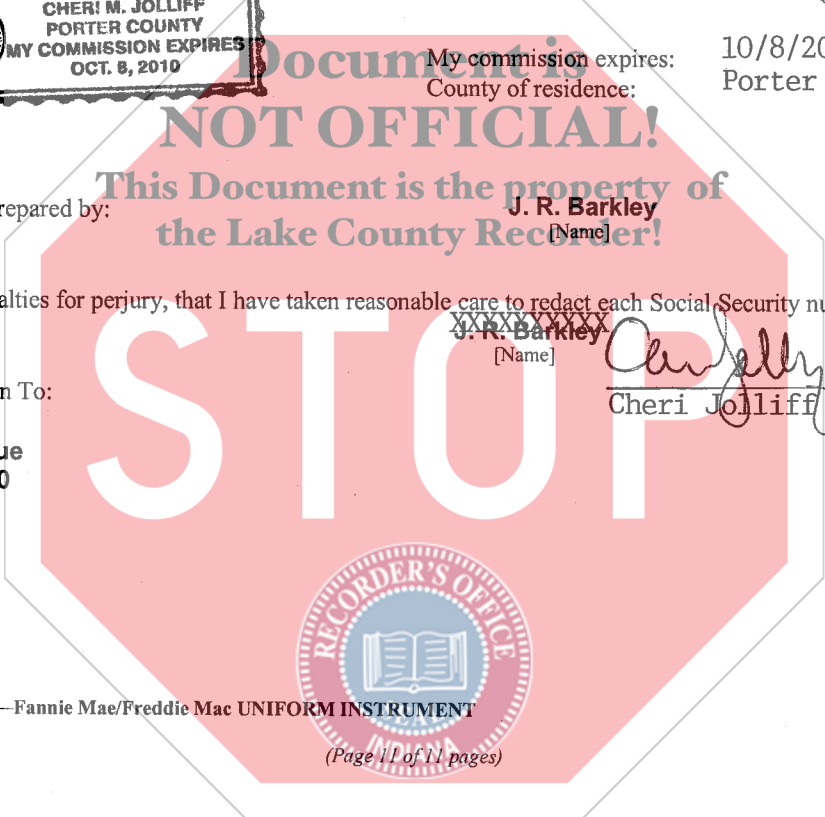 CHERI M. JOLLIFF
PORTER COUNTY
MY COMMISSION EXPIRES
OCT. 8, 2010
My commission expires: 10/8/20
County of residence: Porter
Document is
NOT OFFICIAL!
This Document is the property of
the Lake County Recorder!
repared by:
J. R. Barkley
[Name]
alties for perjury, that I have taken reasonable care to redact each Social Security nu
XXXXXXXXXX
J. R. Barkley
[Name]
Cheri Jolliff
n To:
ue
0
STOP
RECORDER'S OFFICE
SEAL
INDIANA
—Fannie Mae/Freddie Mac UNIFORM INSTRUMENT
(Page 11 of 11 pages)